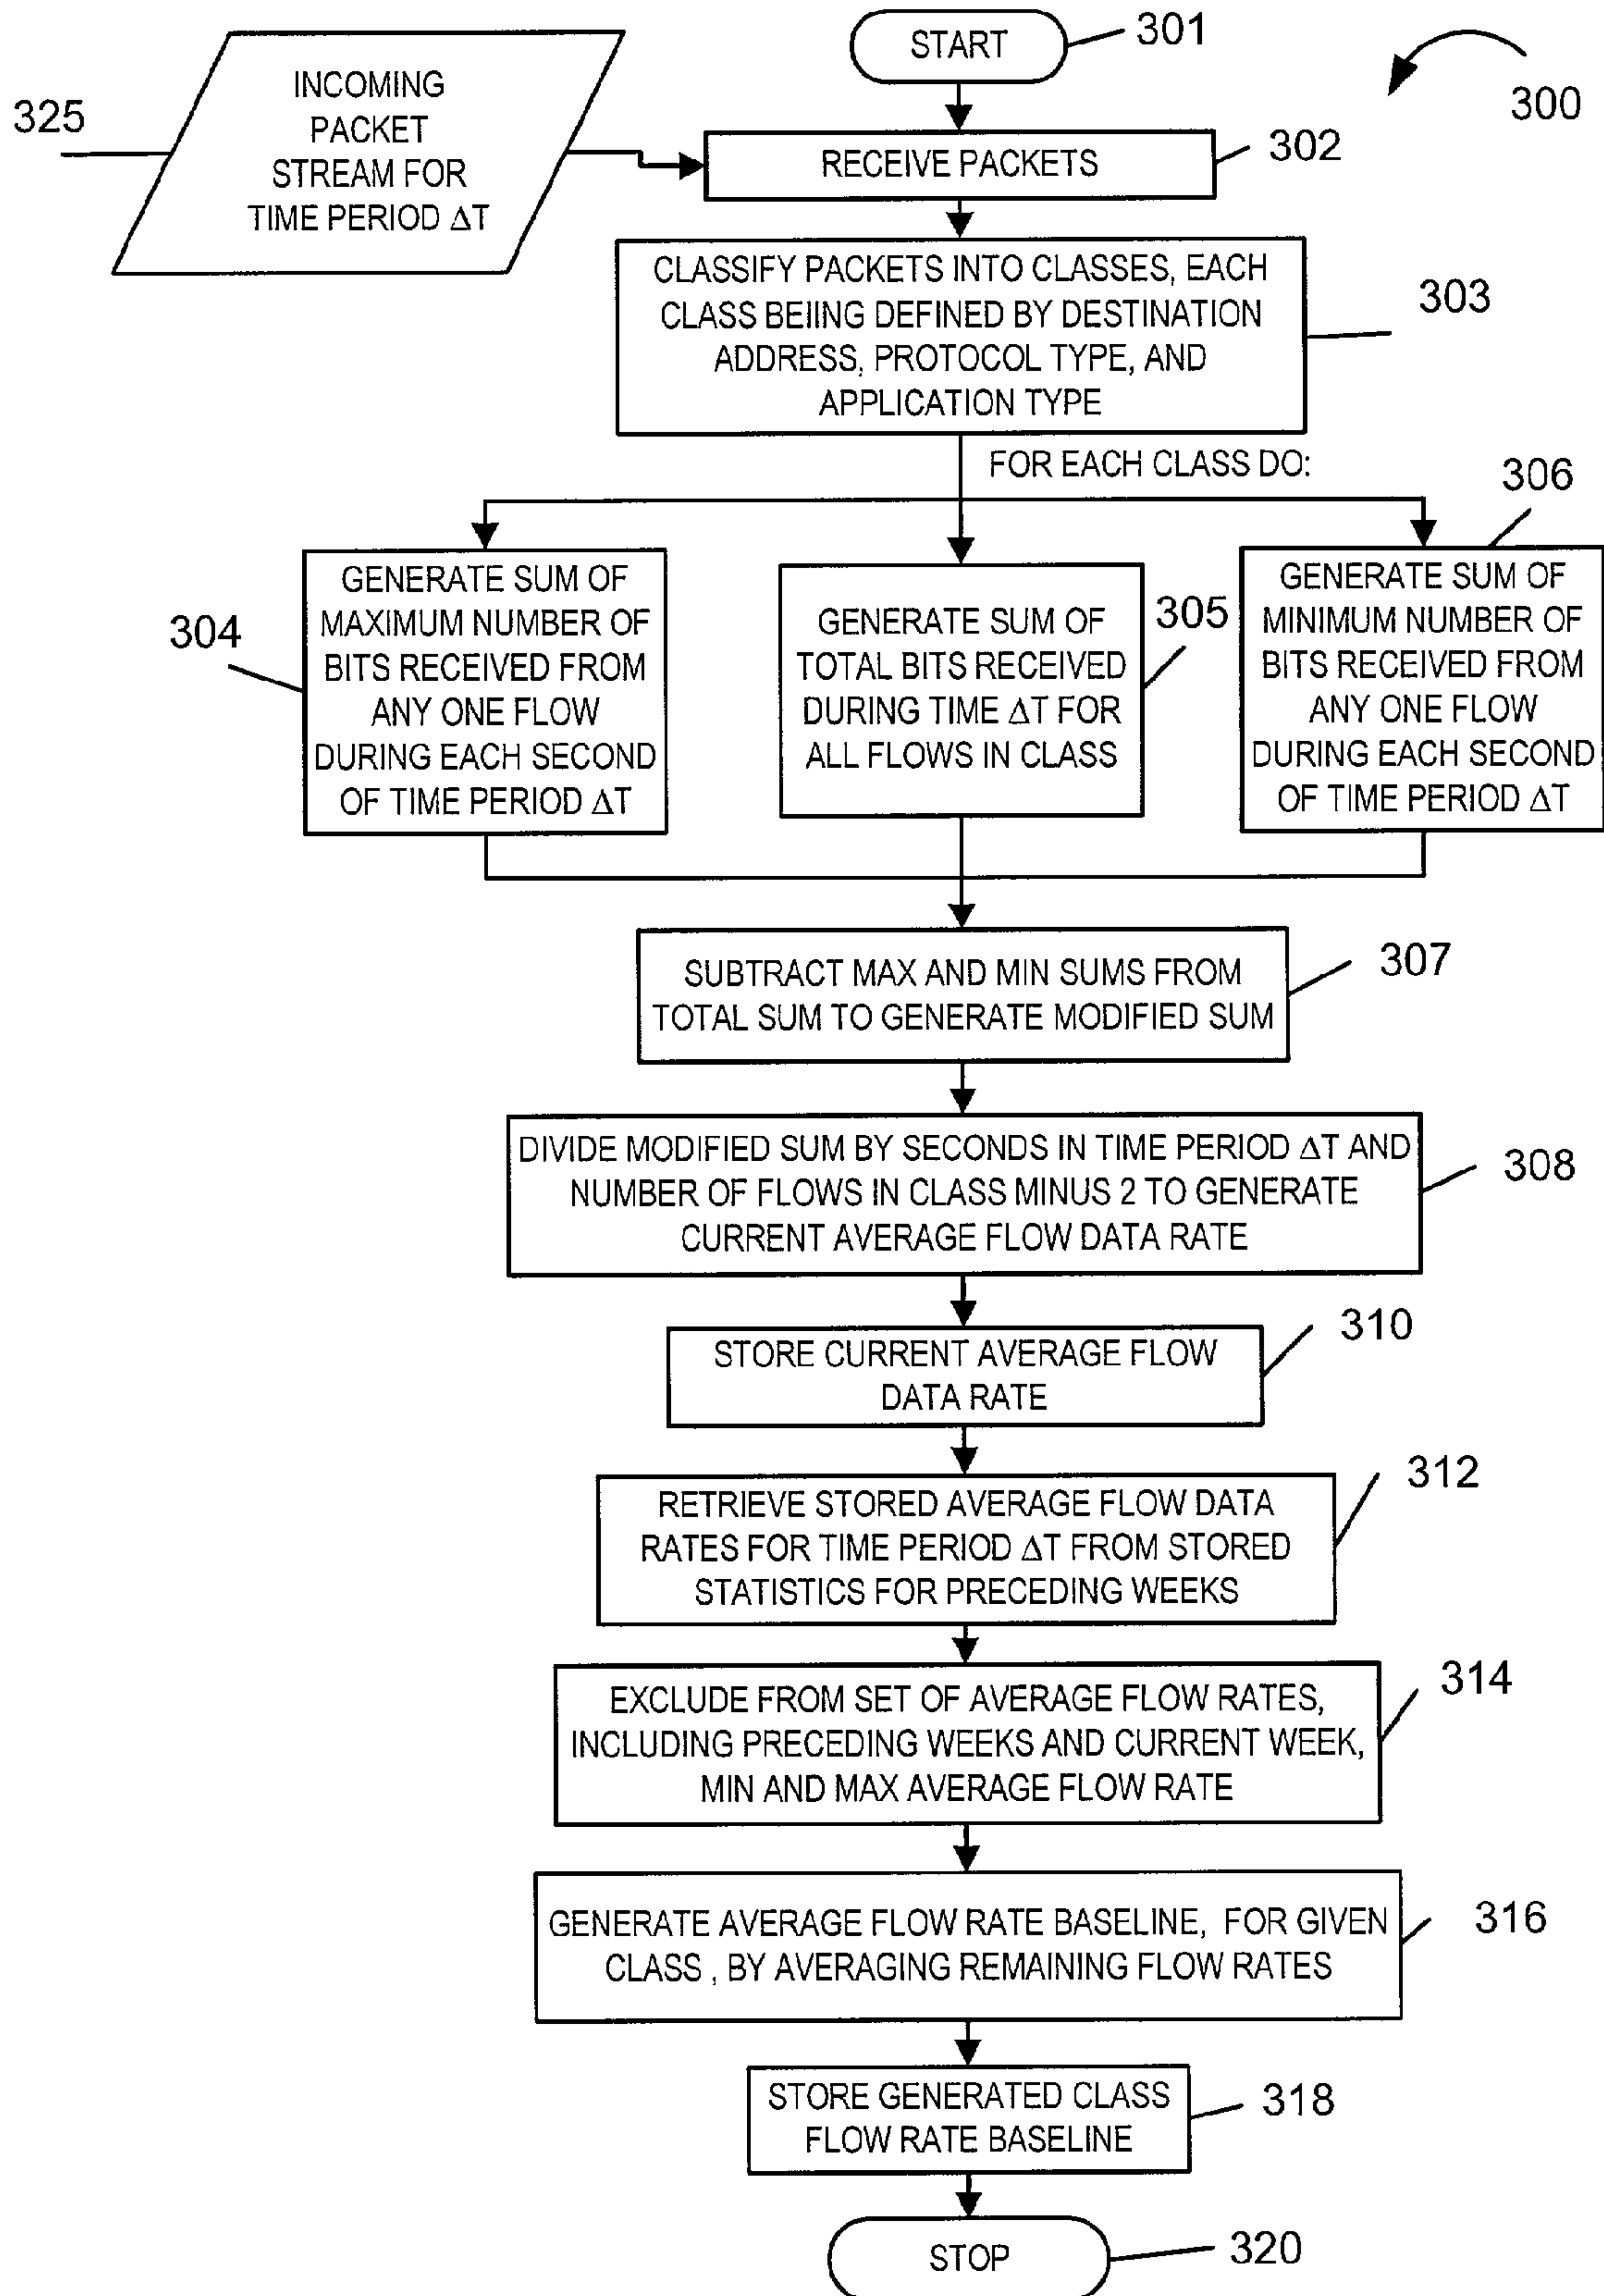 START
301
300
INCOMING
PACKET
STREAM FOR
TIME PERIOD ΔT
325
RECEIVE PACKETS
302
CLASSIFY PACKETS INTO CLASSES, EACH
CLASS BEIING DEFINED BY DESTINATION
ADDRESS, PROTOCOL TYPE, AND
APPLICATION TYPE
303
FOR EACH CLASS DO:
304
GENERATE SUM OF
MAXIMUM NUMBER OF
BITS RECEIVED FROM
ANY ONE FLOW
DURING EACH SECOND
OF TIME PERIOD ΔT
GENERATE SUM OF
TOTAL BITS RECEIVED
DURING TIME ΔT FOR
ALL FLOWS IN CLASS
305
306
GENERATE SUM OF
MINIMUM NUMBER OF
BITS RECEIVED FROM
ANY ONE FLOW
DURING EACH SECOND
OF TIME PERIOD ΔT
SUBTRACT MAX AND MIN SUMS FROM
TOTAL SUM TO GENERATE MODIFIED SUM
307
DIVIDE MODIFIED SUM BY SECONDS IN TIME PERIOD ΔT AND
NUMBER OF FLOWS IN CLASS MINUS 2 TO GENERATE
CURRENT AVERAGE FLOW DATA RATE
308
STORE CURRENT AVERAGE FLOW
DATA RATE
310
RETRIEVE STORED AVERAGE FLOW DATA
RATES FOR TIME PERIOD ΔT FROM STORED
STATISTICS FOR PRECEDING WEEKS
312
EXCLUDE FROM SET OF AVERAGE FLOW RATES,
INCLUDING PRECEDING WEEKS AND CURRENT WEEK,
MIN AND MAX AVERAGE FLOW RATE
314
GENERATE AVERAGE FLOW RATE BASELINE, FOR GIVEN
CLASS , BY AVERAGING REMAINING FLOW RATES
316
STORE GENERATED CLASS
FLOW RATE BASELINE
318
STOP
320